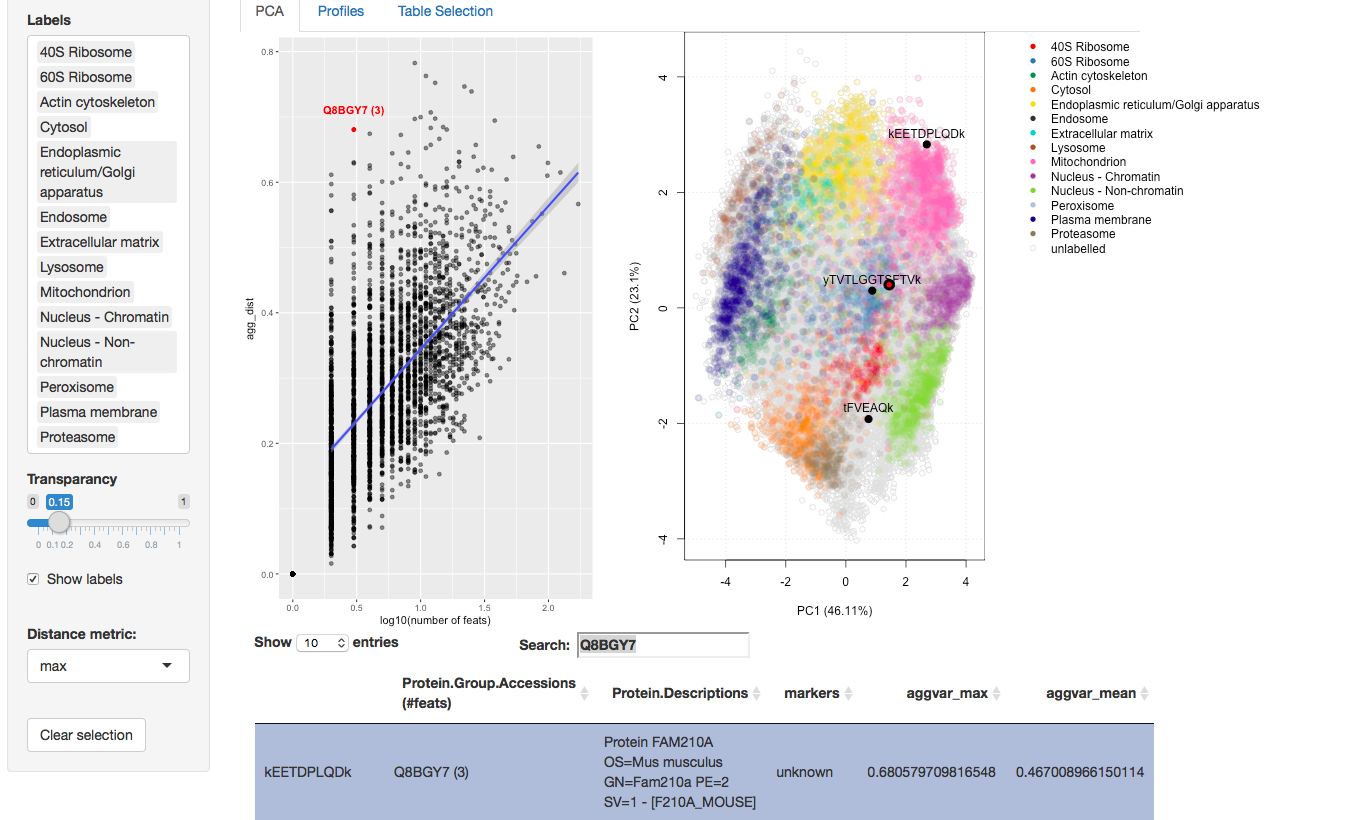 Labels
40S Ribosome
60S Ribosome
Actin cytoskeleton
Cytosol
Endoplasmic
reticulum/Golgi
apparatus
Endosome
Extracellular matrix
Lysosome
Mitochondrion
Nucleus - Chromatin
Nucleus - Non-
chromatin
Peroxisome
Plasma membrane
Proteasome
Transparancy
0 0.15 1
0 0.1 0.2 0.4 0.6 0.8 1
Show labels
Distance metric:
max
Clear selection
PCA Profiles Table Selection
0.8
0.6
0.4
0.2
0.0
agg_dist
Q8BGY7 (3)
0.0 0.5 1.0 1.5 2.0
log10(number of feats)
4
2
0
-2
-4
PC2 (23.1%)
kEETDPLQDk
yTVTLGGTSFTVk
tFVEAQk
-4 -2 0 2 4
PC1 (46.11%)
40S Ribosome
60S Ribosome
Actin cytoskeleton
Cytosol
Endoplasmic reticulum/Golgi apparatus
Endosome
Extracellular matrix
Lysosome
Mitochondrion
Nucleus - Chromatin
Nucleus - Non-chromatin
Peroxisome
Plasma membrane
Proteasome
unlabelled
Show 10 entries
Search: Q8BGY7
Protein.Group.Accessions
(#feats)
Protein.Descriptions
markers
aggvar_max
aggvar_mean
kEETDPLQDk
Q8BGY7 (3)
Protein FAM210A
OS=Mus musculus
GN=Fam210a PE=2
SV=1 - [F210A_MOUSE]
unknown
0.680579709816548
0.467008966150114